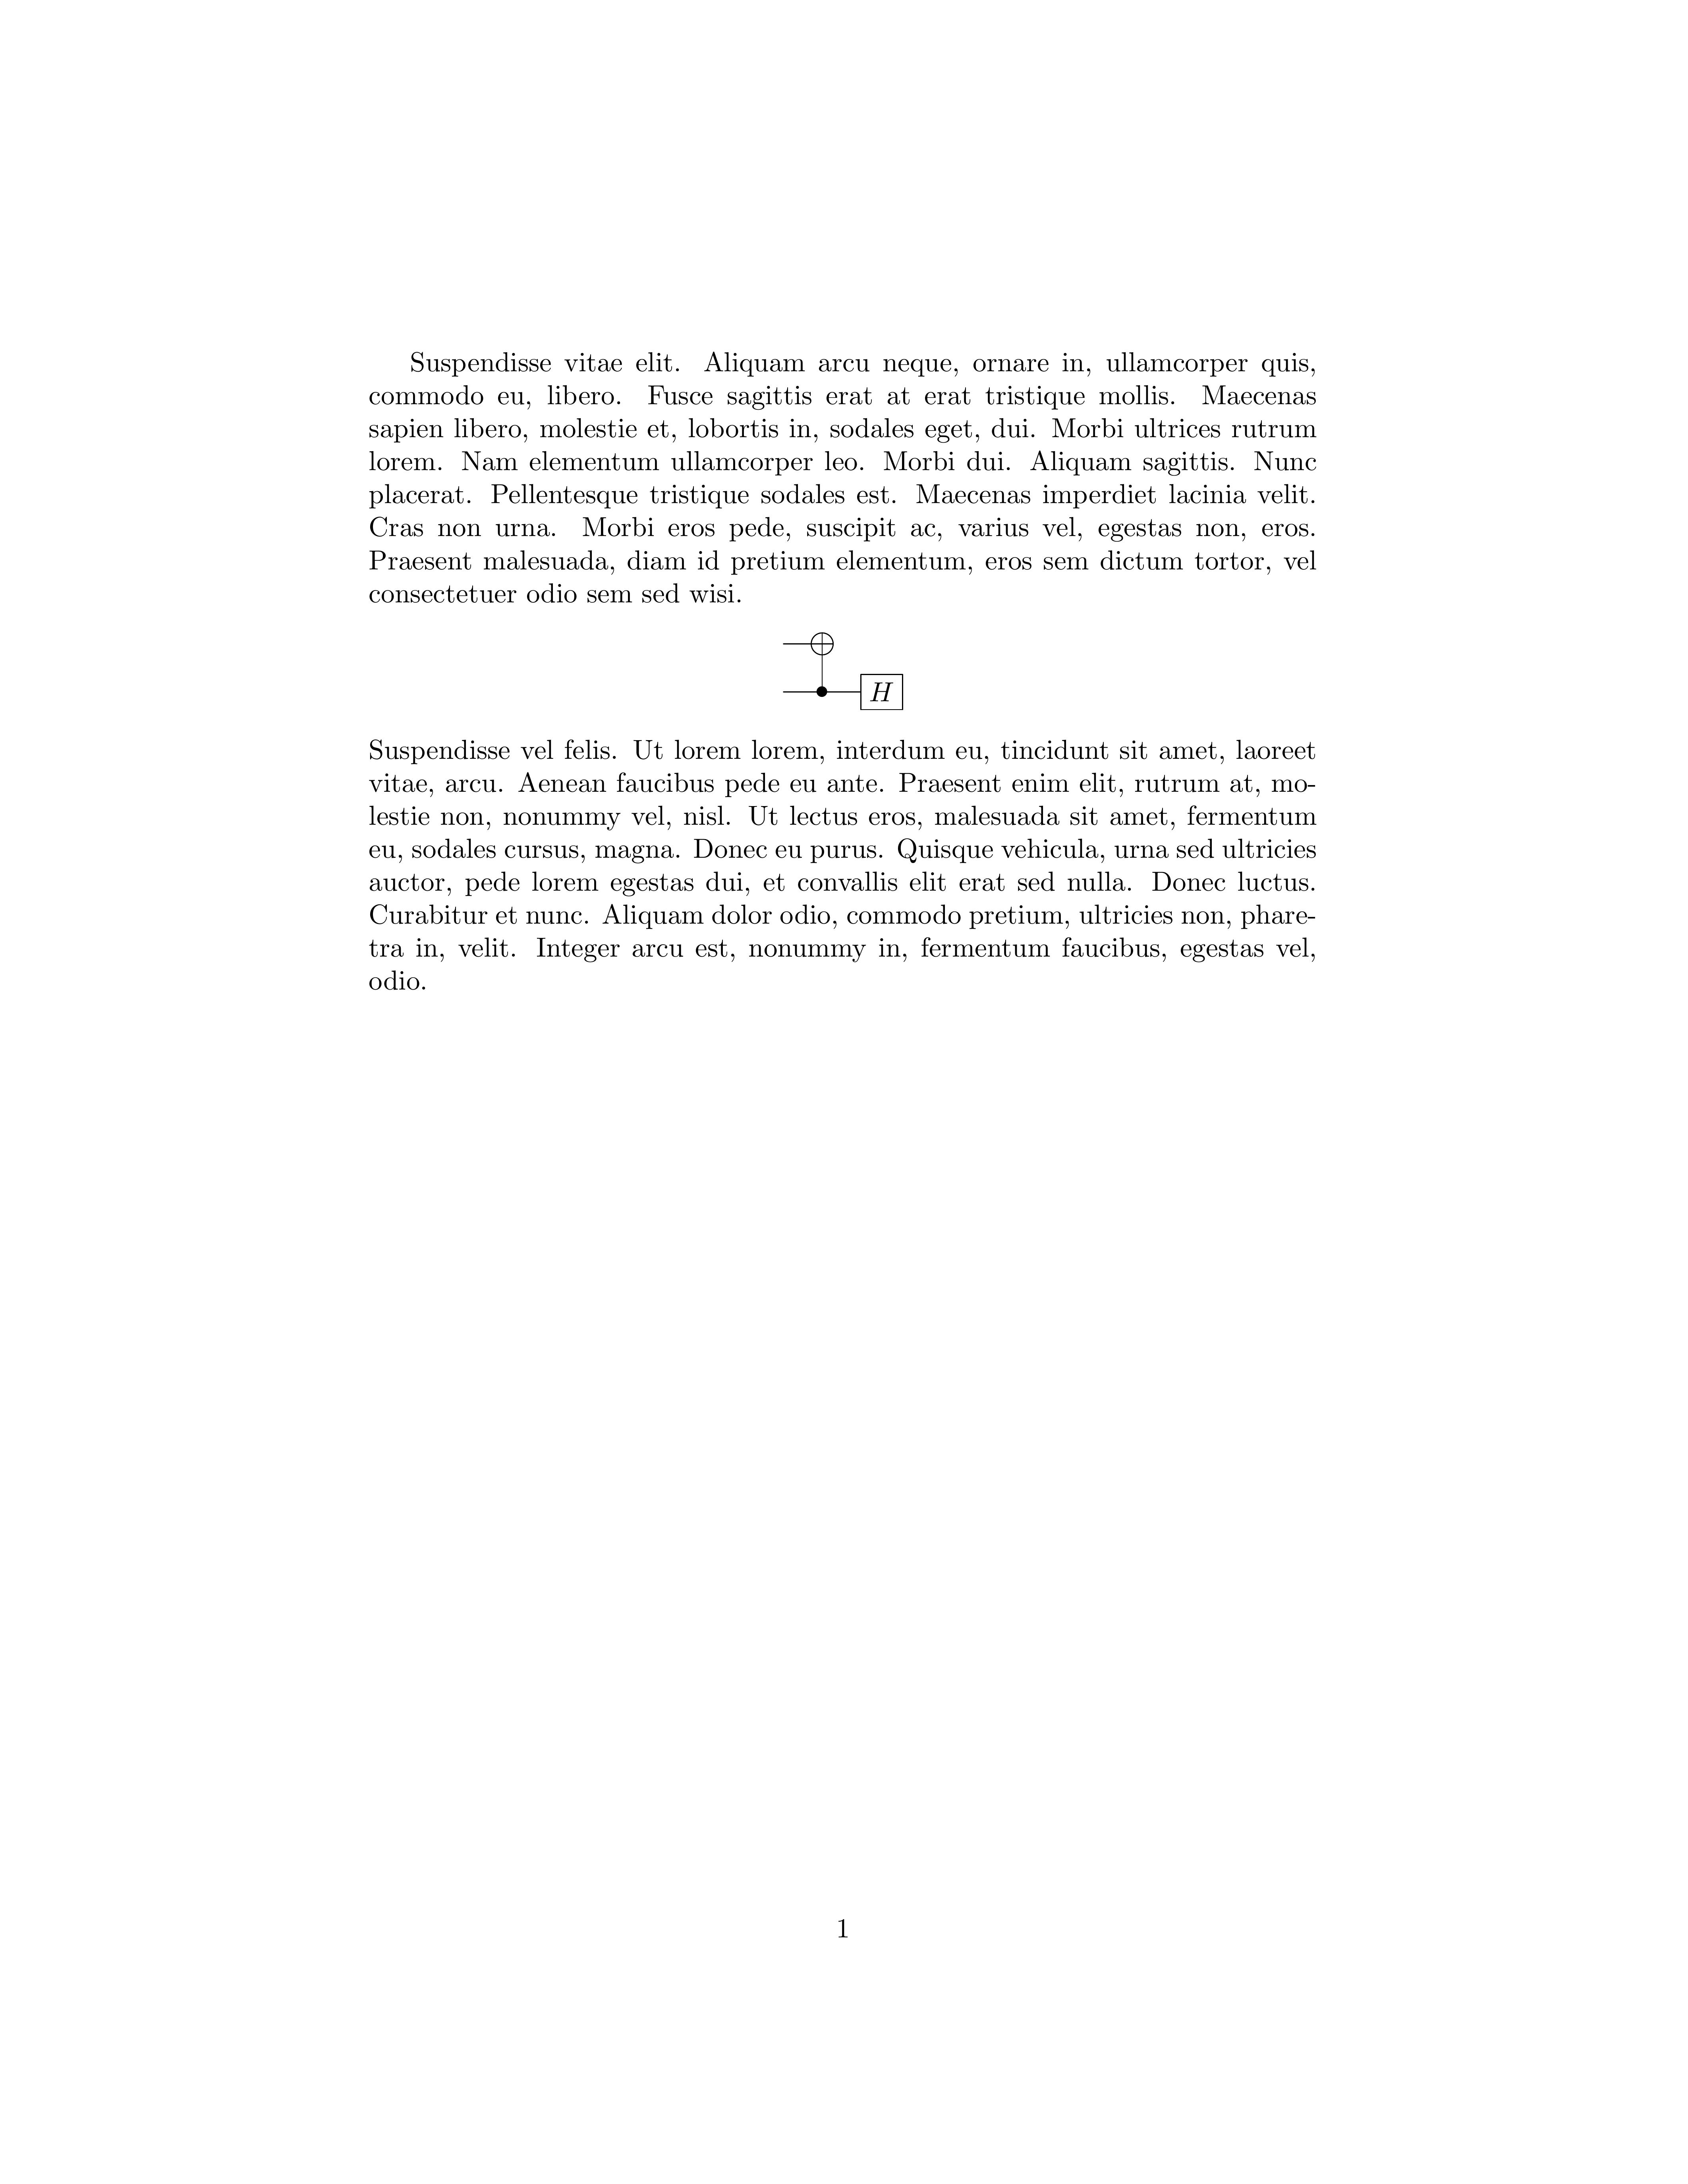 Suspendisse vitae elit. Aliquam arcu neque, ornare in, ullamcorper quis,
commodo eu, libero. Fusce sagittis erat at erat tristique mollis. Maecenas
sapien libero, molestie et, lobortis in, sodales eget, dui. Morbi ultrices rutrum
lorem. Nam elementum ullamcorper leo. Morbi dui. Aliquam sagittis. Nunc
placerat. Pellentesque tristique sodales est. Maecenas imperdiet lacinia velit.
Cras non urna. Morbi eros pede, suscipit ac, varius vel, egestas non, eros.
Praesent malesuada, diam id pretium elementum, eros sem dictum tortor, vel
consectetuer odio sem sed wisi.
H
Suspendisse vel felis. Ut lorem lorem, interdum eu, tincidunt sit amet, laoreet
vitae, arcu. Aenean faucibus pede eu ante. Praesent enim elit, rutrum at, mo-
lestie non, nonummy vel, nisl. Ut lectus eros, malesuada sit amet, fermentum
eu, sodales cursus, magna. Donec eu purus. Quisque vehicula, urna sed ultricies
auctor, pede lorem egestas dui, et convallis elit erat sed nulla. Donec luctus.
Curabitur et nunc. Aliquam dolor odio, commodo pretium, ultricies non, phare-
tra in, velit. Integer arcu est, nonummy in, fermentum faucibus, egestas vel,
odio.
1